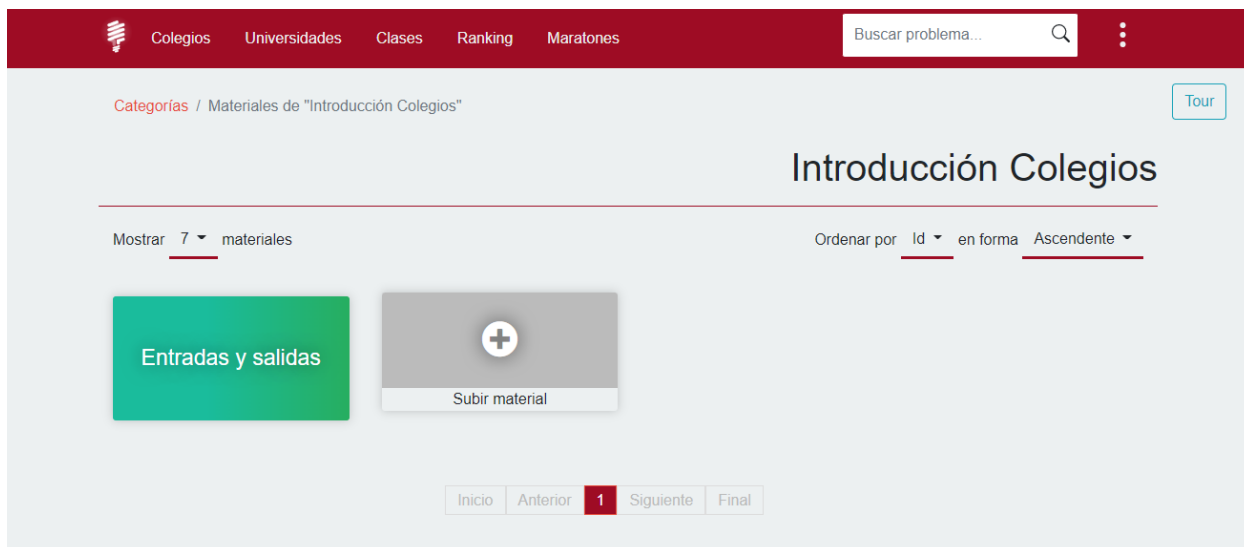 Colegios Universidades Clases Ranking Maratones Buscar problema...
Categorías / Materiales de "Introducción Colegios" Tour
Introducción Colegios
Mostrar 7 materiales Ordenar por Id en forma Ascendente
Entradas y salidas
Subir material
Inicio Anterior 1 Siguiente Final